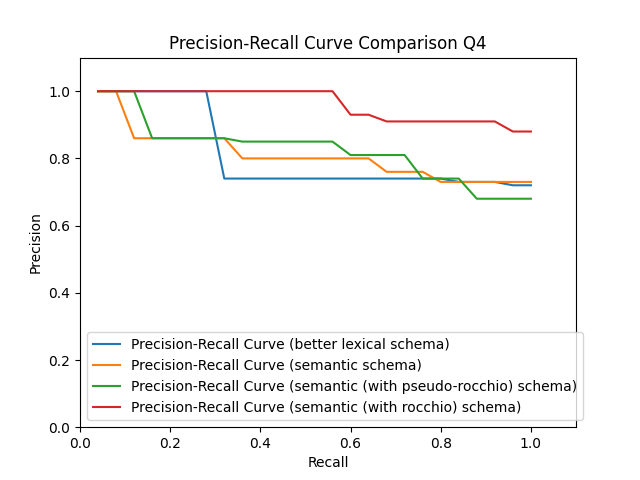 Precision-Recall Curve Comparison Q4
Precision
1.0
0.8
0.6
0.4
0.2
0.0
Precision-Recall Curve (better lexical schema)
Precision-Recall Curve (semantic schema)
Precision-Recall Curve (semantic (with pseudo-rocchio) schema)
Precision-Recall Curve (semantic (with rocchio) schema)
0.0 0.2 0.4 0.6 0.8 1.0
Recall